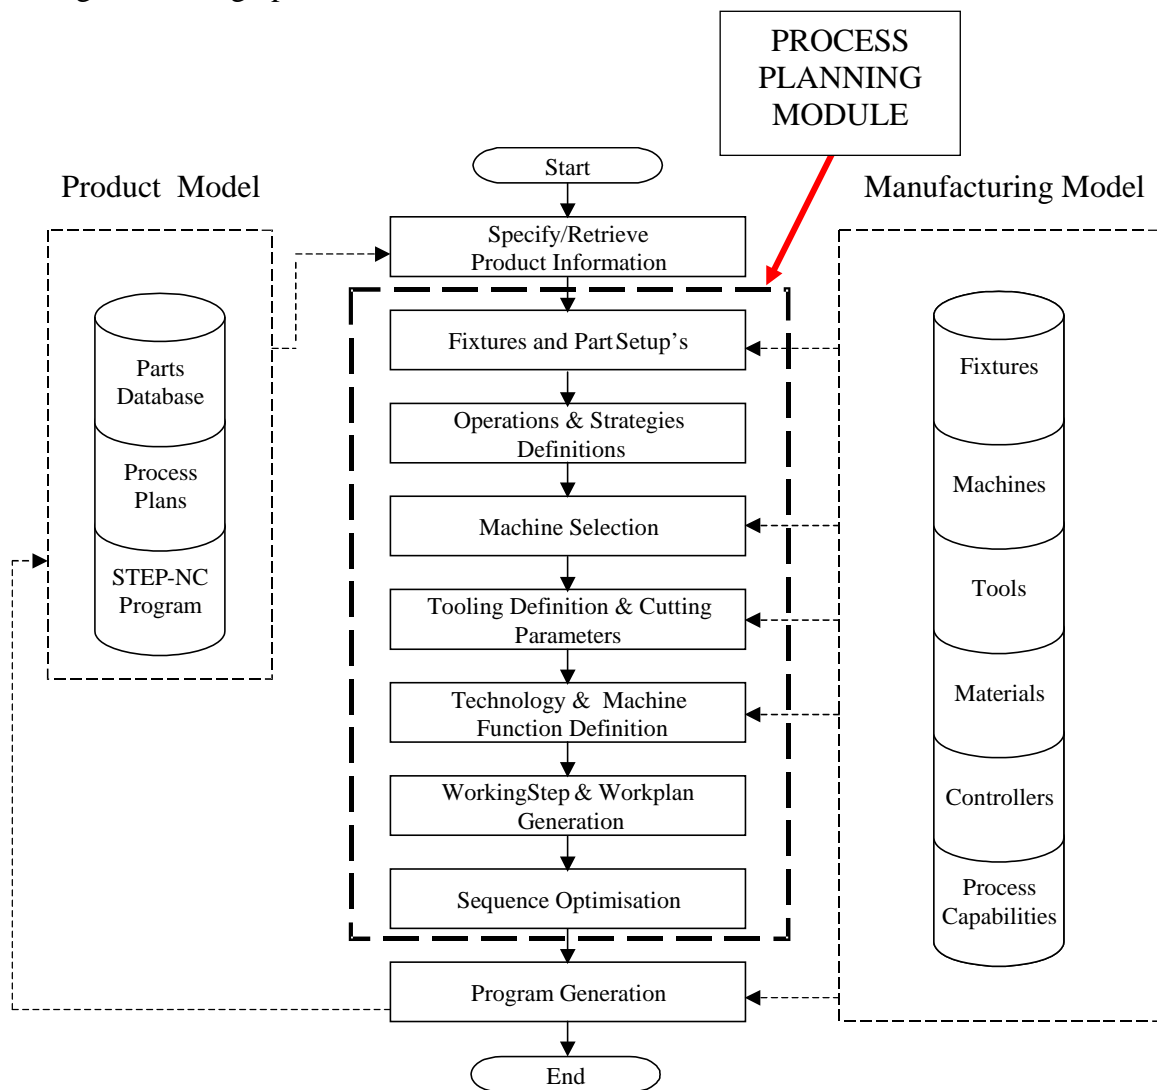 PROCESS
PLANNING
MODULE
Start
Product Model
Manufacturing Model
Specify/Retrieve
Product Information
Fixtures and Part Setup's
Operations & Strategies
Definitions
Machine Selection
Tooling Definition & Cutting
Parameters
Technology & Machine
Function Definition
WorkingStep & Workplan
Generation
Sequence Optimisation
Program Generation
End
Parts
Database
Process
Plans
STEP-NC
Program
Fixtures
Machines
Tools
Materials
Controllers
Process
Capabilities